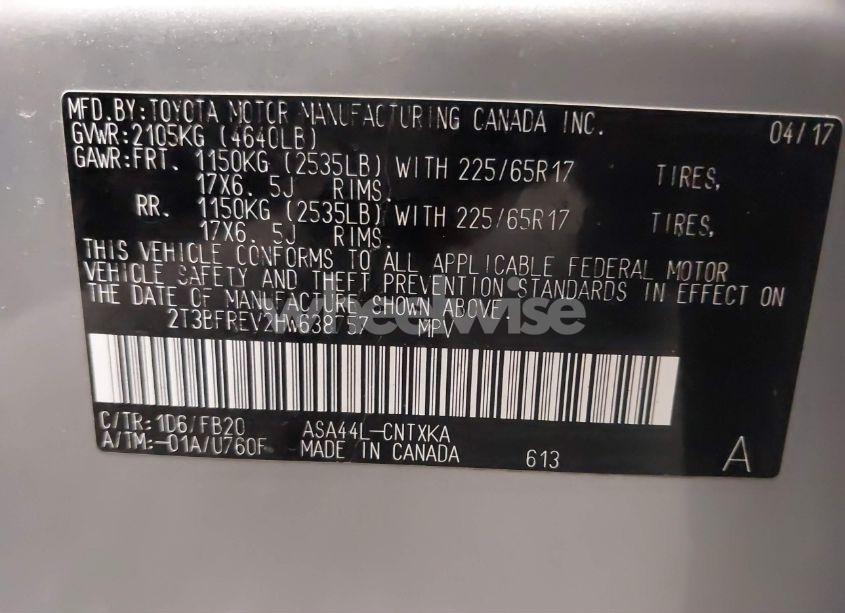 MFD.BY:TOYOTA MOTOR MANUFACTURING CANADA INC. 04/17
GVWR:2105KG (4640LB)
GAWR:FRT. 1150KG (2535LB) WITH 225/65R17 TIRES,
17X6.5J RIMS.
RR. 1150KG (2535LB) WITH 225/65R17 TIRES,
17X6.5J RIMS.
THIS VEHICLE CONFORMS TO ALL APPLICABLE FEDERAL MOTOR
VEHICLE SAFETY AND THEFT PREVENTION STANDARDS IN EFFECT ON
THE DATE OF MANUFACTURE SHOWN ABOVE.
wheelwise
2T3BFREV2HW638757 MPV
C/TR: 1D6/FB20 ASA44L-CNTXKA
A/TM:-01A/U760F MADE IN CANADA 613 A